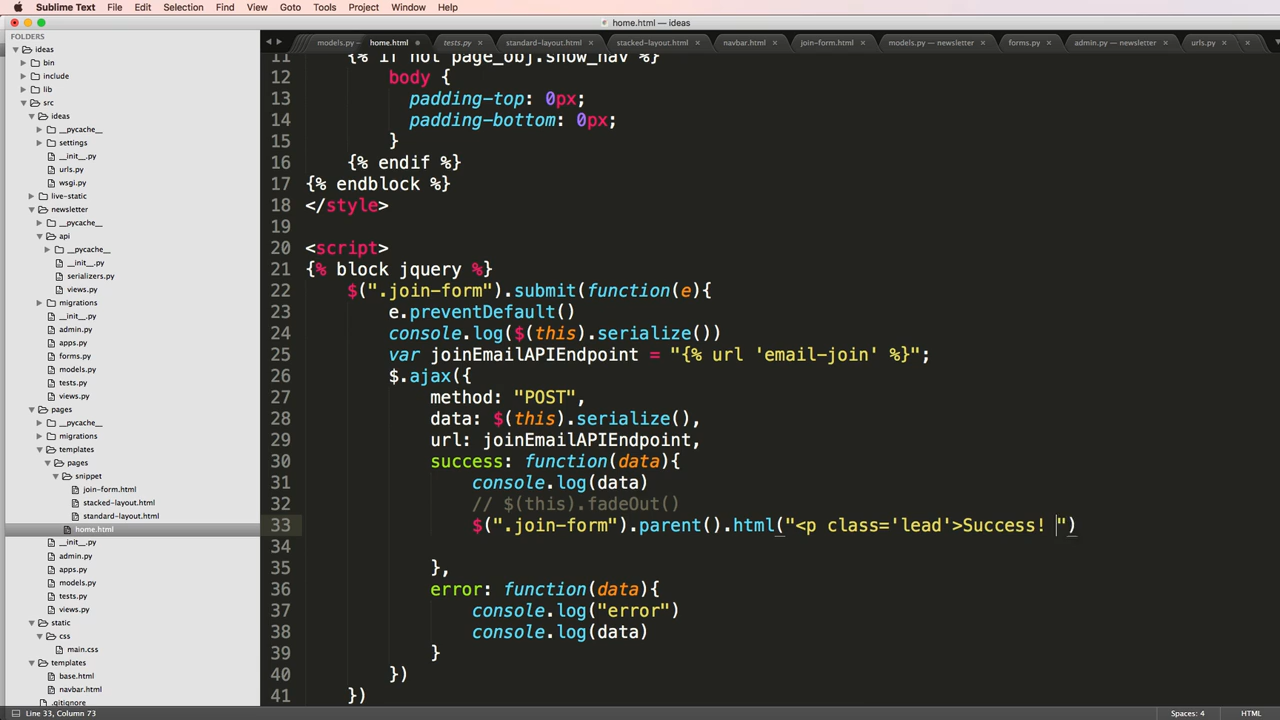 Sublime Text File Edit Selection Find View Goto Tools Project Window Help
home.html — ideas
FOLDERS
models.py — home.html tests.py standard-layout.html stacked-layout.html navbar.html join-form.html models.py — newsletter forms.py admin.py — newsletter urls.py
ideas
bin
include
lib
src
ideas
__pycache__
settings
__init__.py
urls.py
wsgi.py
live-static
newsletter
__pycache__
api
__pycache__
__init__.py
serializers.py
views.py
migrations
__init__.py
admin.py
apps.py
forms.py
models.py
tests.py
views.py
pages
__pycache__
migrations
templates
pages
snippet
join-form.html
stacked-layout.html
standard-layout.html
home.html
__init__.py
admin.py
apps.py
models.py
tests.py
views.py
static
css
main.css
templates
base.html
navbar.html
.gitignore
11 {% if not page_obj.show_nav %}
12 body {
13 padding-top: 0px;
14 padding-bottom: 0px;
15 }
16 {% endif %}
17 {% endblock %}
18 </style>
19
20 <script>
21 {% block jquery %}
22 $(".join-form").submit(function(e){
23 e.preventDefault()
24 console.log($(this).serialize())
25 var joinEmailAPIEndpoint = "{% url 'email-join' %}";
26 $.ajax({
27 method: "POST",
28 data: $(this).serialize(),
29 url: joinEmailAPIEndpoint,
30 success: function(data){
31 console.log(data)
32 // $(this).fadeOut()
33 $(".join-form").parent().html("<p class='lead'>Success! ")
34
35 },
36 error: function(data){
37 console.log("error")
38 console.log(data)
39 }
40 })
41 })
Line 33, Column 73
Spaces: 4 HTML